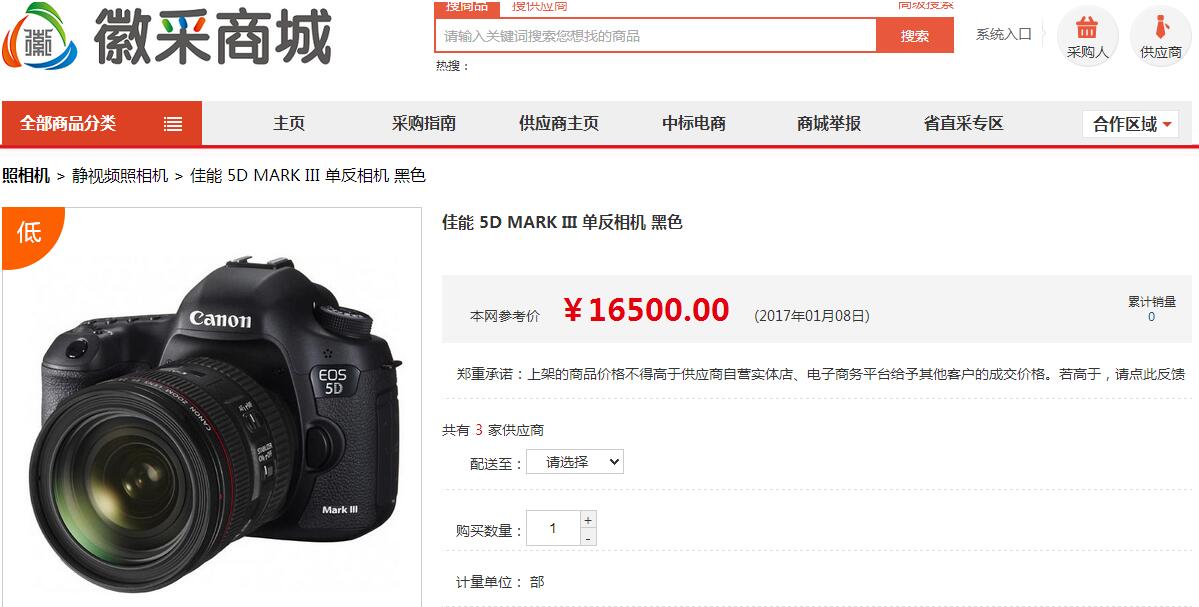 徽采商城
搜商品 搜供应商 高级搜索
请输入关键词搜索您想找的商品 搜索
热搜：
系统入口
采购人 供应商
全部商品分类 主页 采购指南 供应商主页 中标电商 商城举报 省直采专区 合作区域
照相机 > 静视频照相机 > 佳能 5D MARK III 单反相机 黑色
低
佳能 5D MARK III 单反相机 黑色
本网参考价 ￥16500.00 (2017年01月08日)
累计销量
0
郑重承诺：上架的商品价格不得高于供应商自营实体店、电子商务平台给予其他客户的成交价格。若高于，请点此反馈
共有 3 家供应商
配送至： 请选择
购买数量： 1 + -
计量单位： 部
Canon
EOS
5D
Mark III